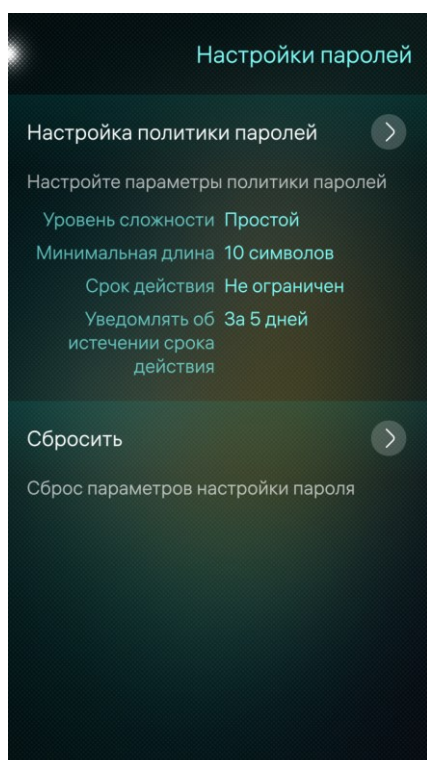 Настройки паролей
Настройка политики паролей
Настройте параметры политики паролей
Уровень сложности Простой
Минимальная длина 10 символов
Срок действия Не ограничен
Уведомлять об За 5 дней
истечении срока
действия
Сбросить
Сброс параметров настройки пароля